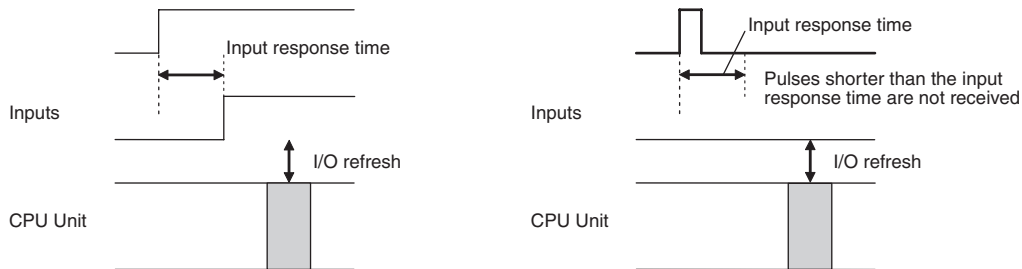 Input response time
Inputs
I/O refresh
CPU Unit
Input response time
Pulses shorter than the input
response time are not received
Inputs
I/O refresh
CPU Unit